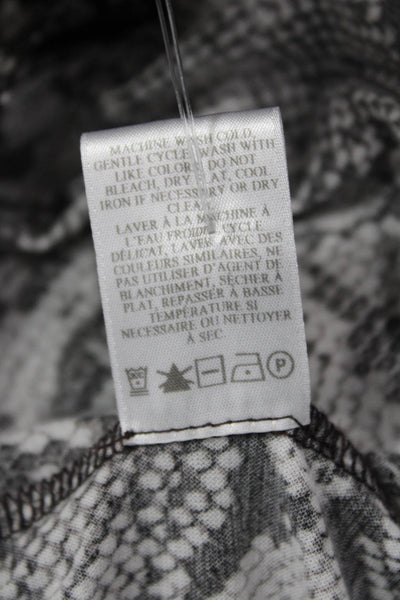 MACHINE WASH COLD,
GENTLE CYCLE, WASH WITH
LIKE COLORS, DO NOT
BLEACH, DRY FLAT, COOL
IRON IF NECESSARY OR DRY
CLEAN
LAVER À LA MACHINE À
L'EAU FROIDE, CYCLE
DÉLICAT, LAVER AVEC DES
COULEURS SIMILAIRES, NE
PAS UTILISER D'AGENT DE
BLANCHIMENT, SÉCHER À
PLAT, REPASSER À BASSE
TEMPÉRATURE SI
NÉCESSAIRE OU NETTOYER
À SEC
P